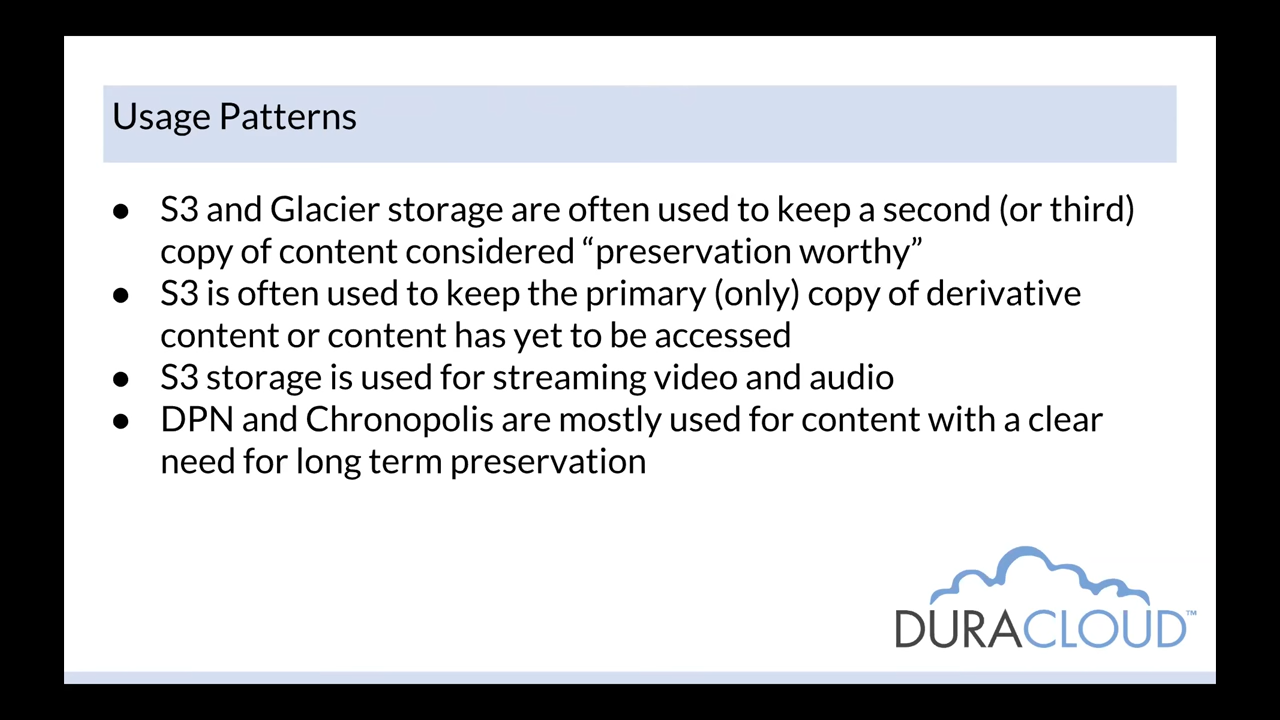 Usage Patterns
● S3 and Glacier storage are often used to keep a second (or third)
copy of content considered “preservation worthy”
● S3 is often used to keep the primary (only) copy of derivative
content or content has yet to be accessed
● S3 storage is used for streaming video and audio
● DPN and Chronopolis are mostly used for content with a clear
need for long term preservation
DURACLOUD™